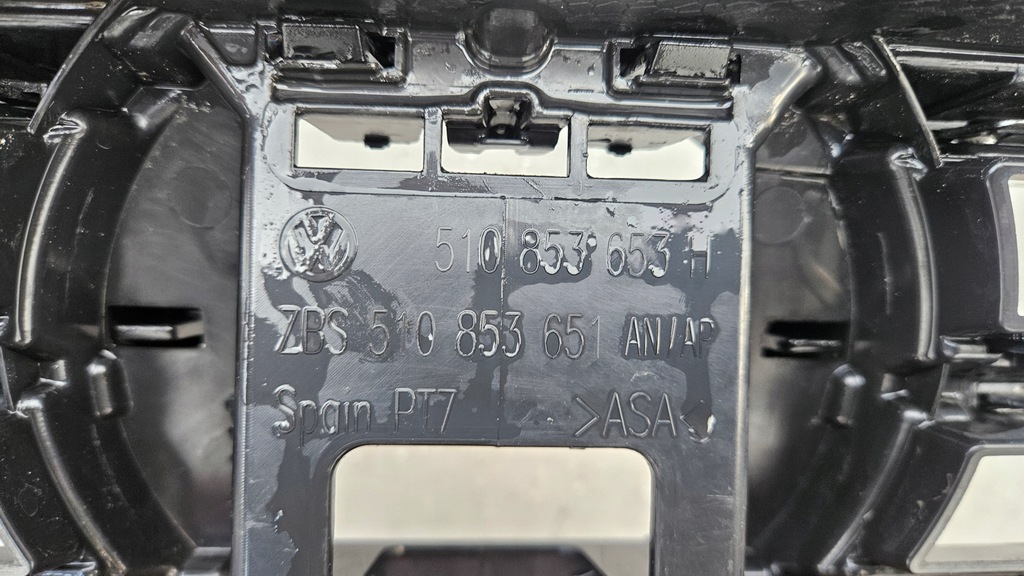 510 853 653 H
ZBS 510 853 651 AN/AP
Spain PT7 >ASA<